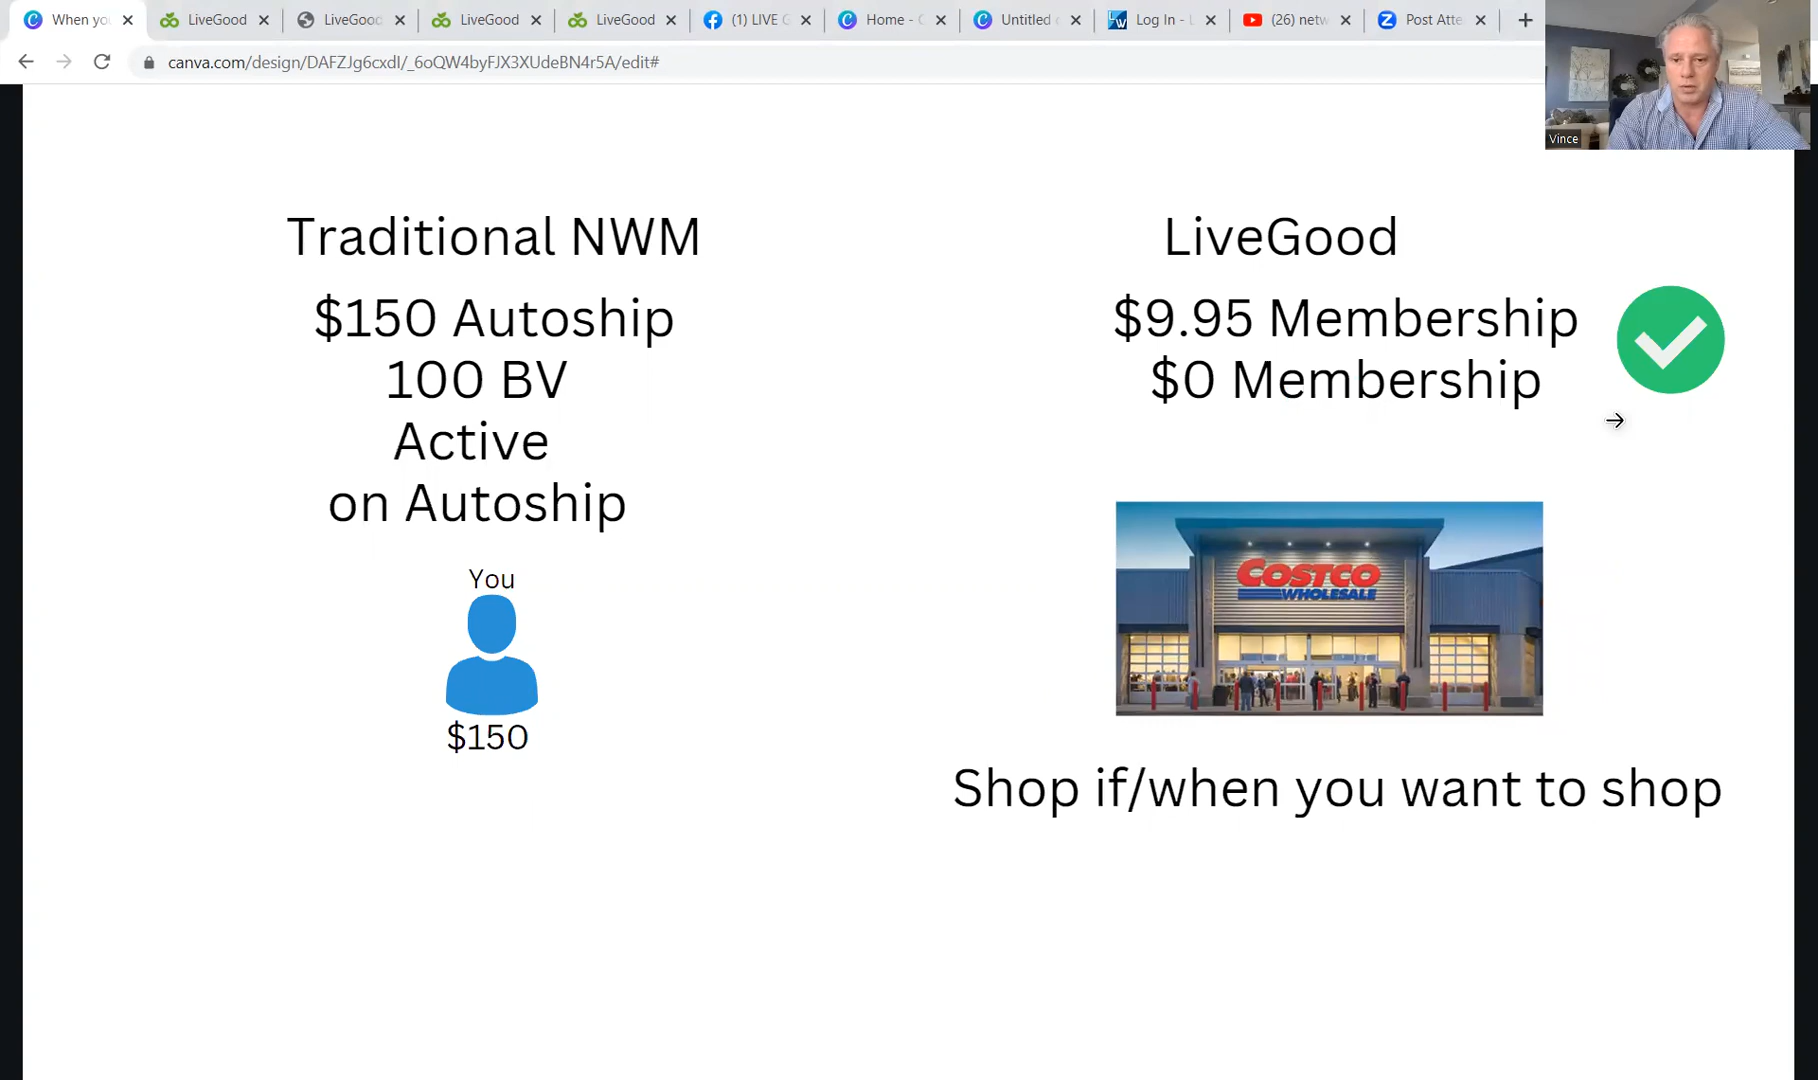 When you
LiveGood
LiveGood
LiveGood
LiveGood
(1) LIVE G
Home - C
Untitled
Log In - L
(26) netw
Post Atte
canva.com/design/DAFZJg6cxdI/_6oQW4byFJX3XUdeBN4r5A/edit#
Vince
Traditional NWM
$150 Autoship
100 BV
Active
on Autoship
You
$150
LiveGood
$9.95 Membership
$0 Membership
COSTCO
WHOLESALE
Shop if/when you want to shop